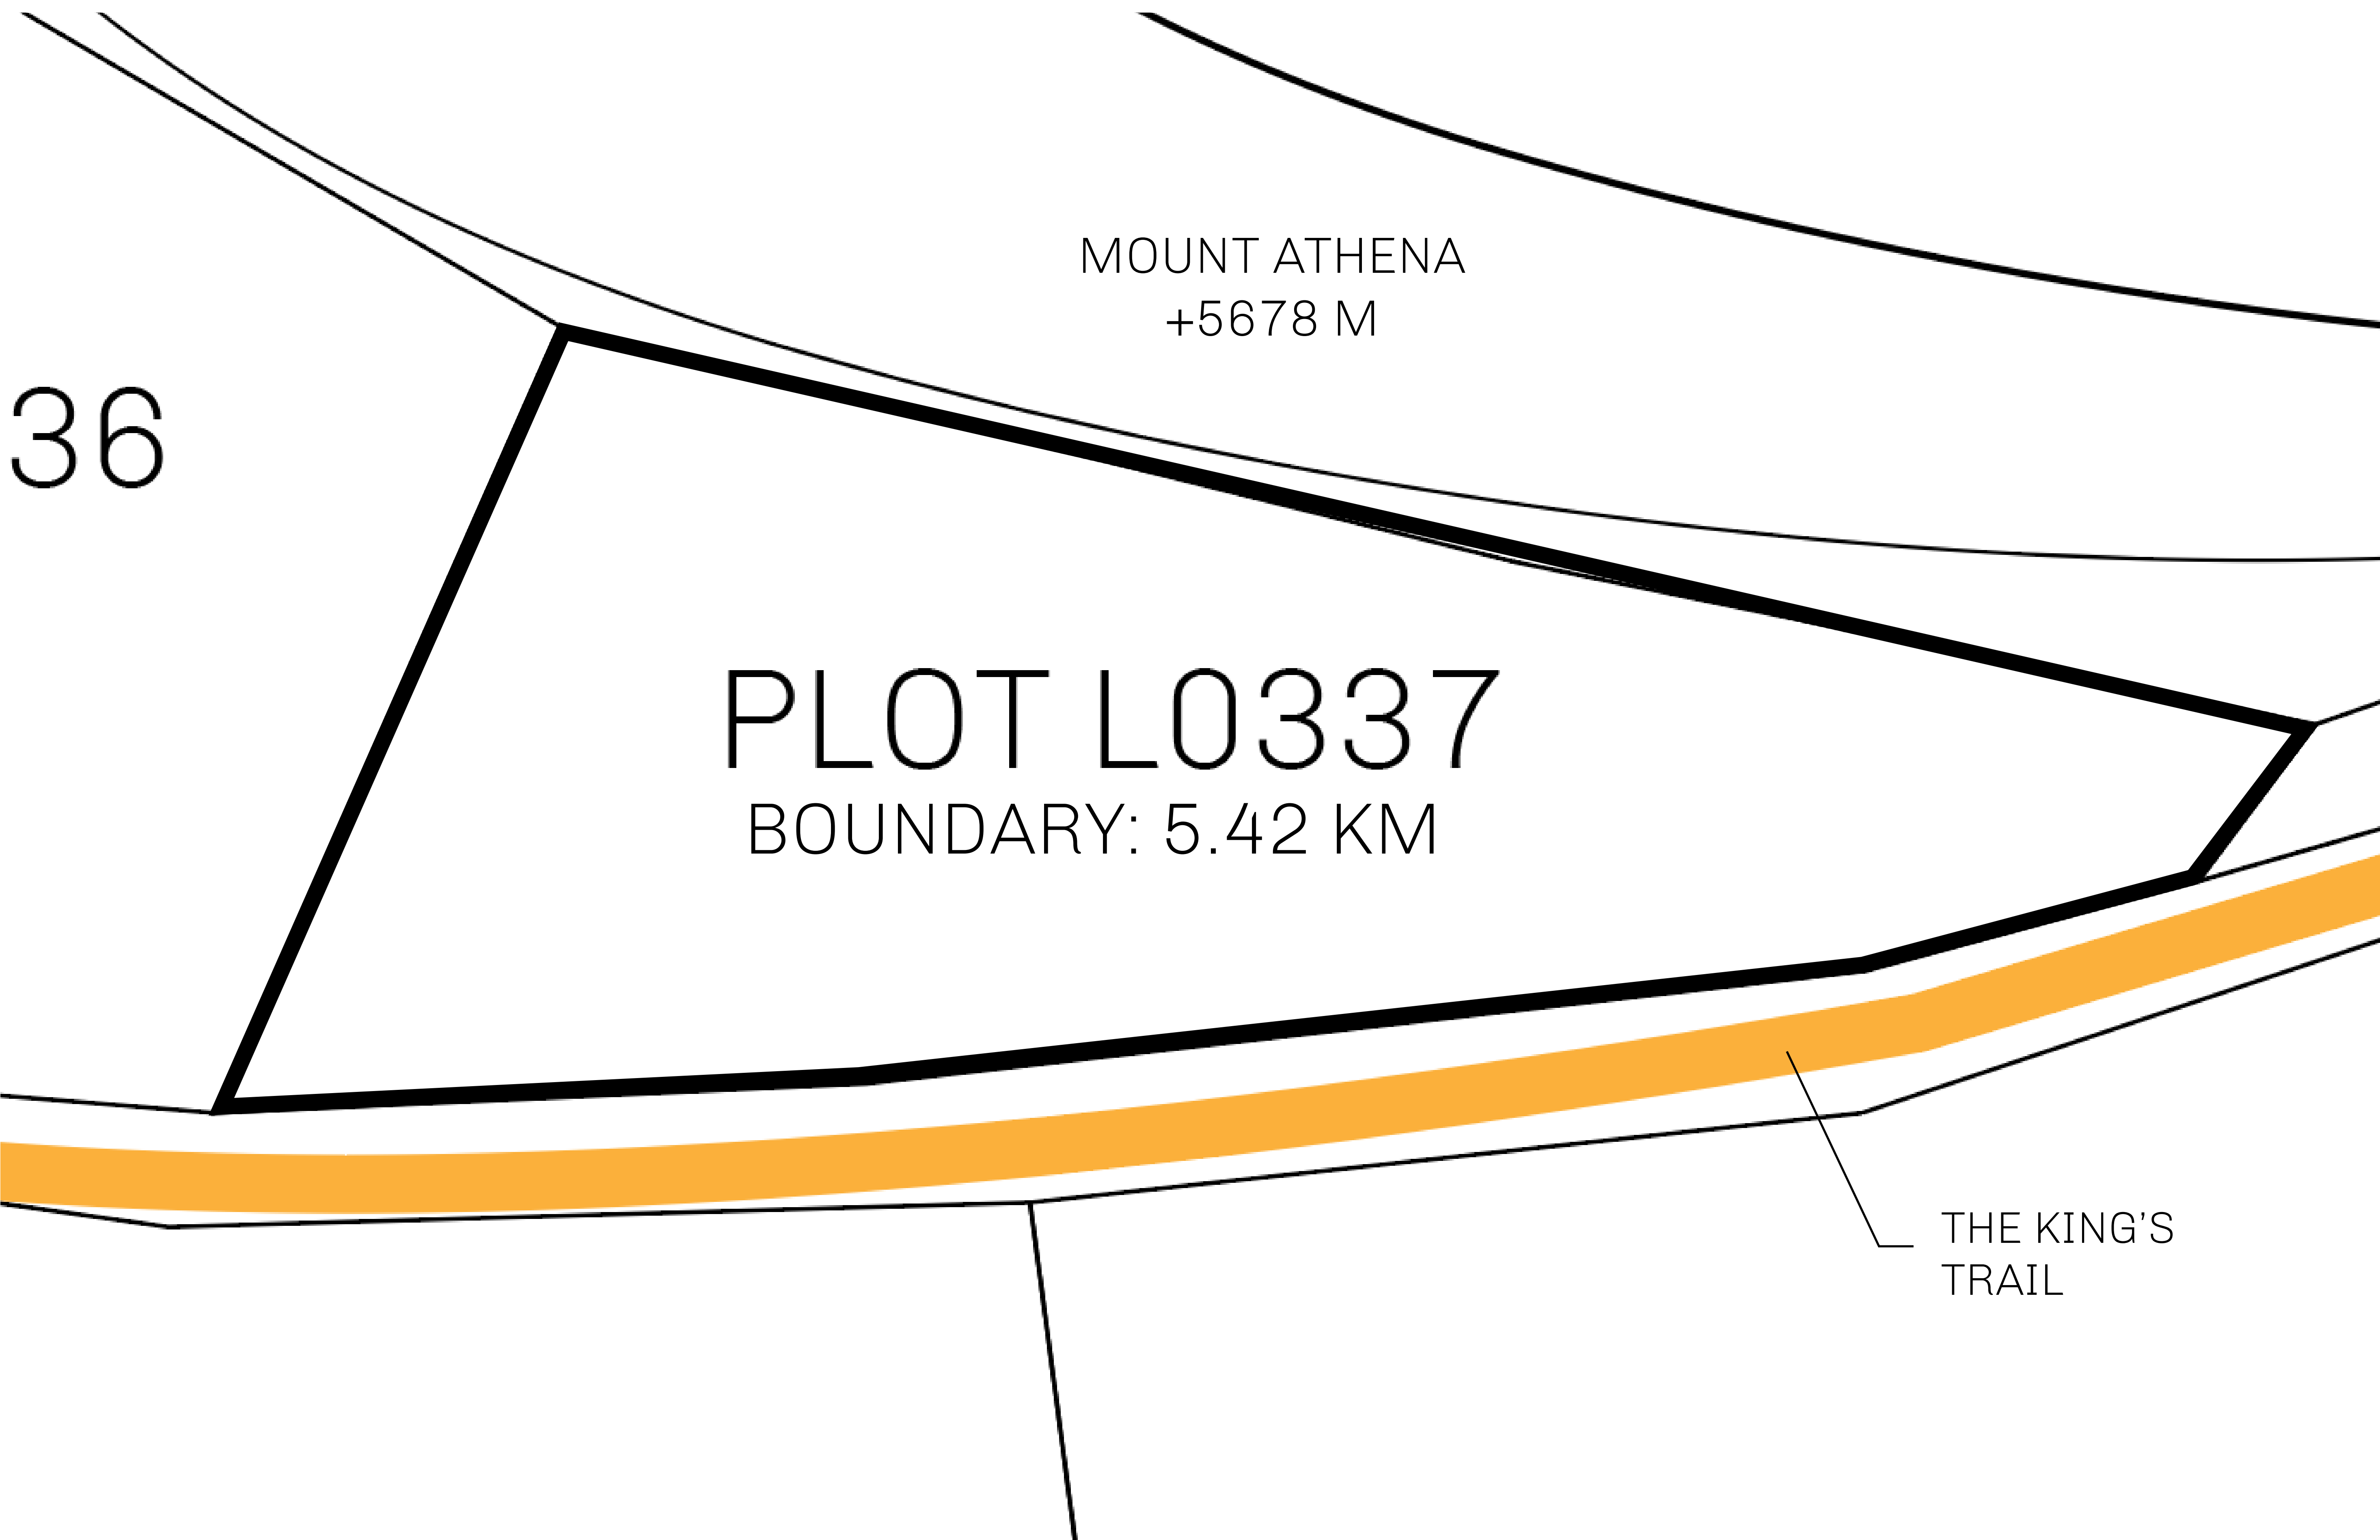 MOUNT ATHENA
+5678 M
36
PLOT L0337
BOUNDARY: 5.42 KM
THE KING'S
TRAIL